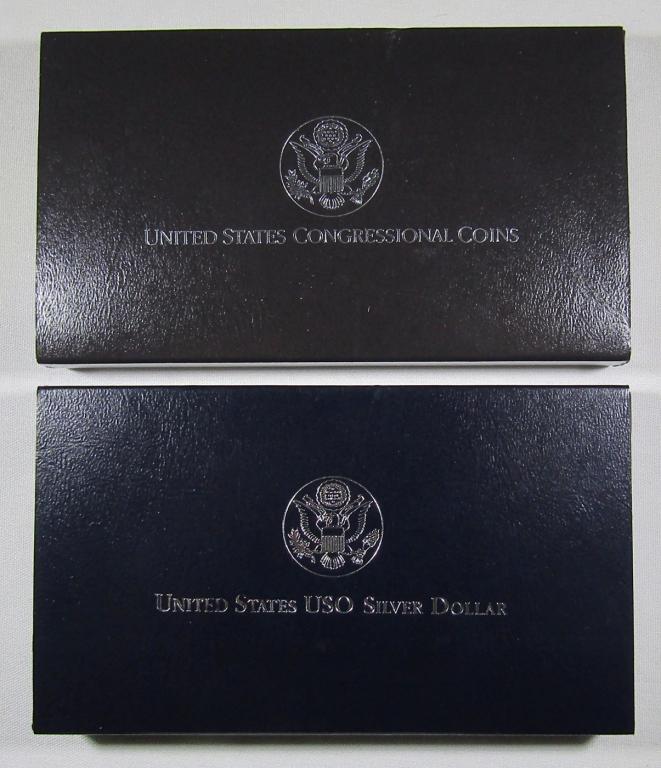 United States Congressional Coins
United States USO Silver Dollar